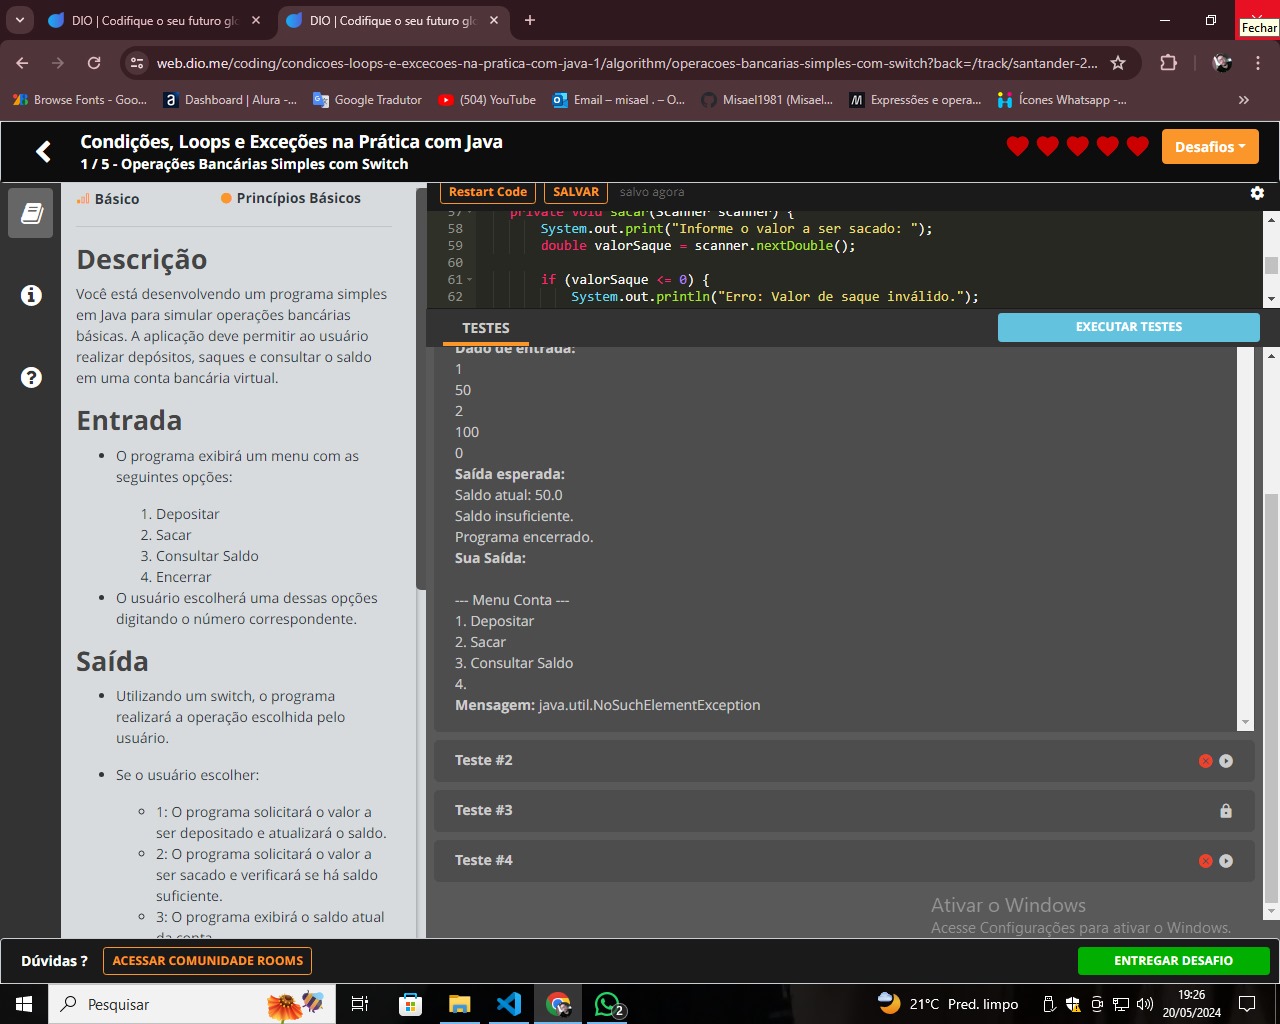 DIO | Codifique o seu futuro glo
DIO | Codifique o seu futuro glo
Fechar
web.dio.me/coding/condicoes-loops-e-excecoes-na-pratica-com-java-1/algorithm/operacoes-bancarias-simples-com-switch?back=/track/santander-2...
Browse Fonts - Goo...
Dashboard | Alura -...
Google Tradutor
(504) YouTube
Email – misael . – O...
Misael1981 (Misael...
Expressões e opera...
Ícones Whatsapp -...
Condições, Loops e Exceções na Prática com Java
1 / 5 - Operações Bancárias Simples com Switch
Desafios
Básico
Princípios Básicos
Descrição
Você está desenvolvendo um programa simples
em Java para simular operações bancárias
básicas. A aplicação deve permitir ao usuário
realizar depósitos, saques e consultar o saldo
em uma conta bancária virtual.
Entrada
• O programa exibirá um menu com as
seguintes opções:
1. Depositar
2. Sacar
3. Consultar Saldo
4. Encerrar
• O usuário escolherá uma dessas opções
digitando o número correspondente.
Saída
• Utilizando um switch, o programa
realizará a operação escolhida pelo
usuário.
• Se o usuário escolher:
1: O programa solicitará o valor a
ser depositado e atualizará o saldo.
2: O programa solicitará o valor a
ser sacado e verificará se há saldo
suficiente.
3: O programa exibirá o saldo atual
da conta
Restart Code
SALVAR
salvo agora
57 private void sacar(Scanner scanner) {
58 System.out.print("Informe o valor a ser sacado: ");
59 double valorSaque = scanner.nextDouble();
60
61 if (valorSaque <= 0) {
62 System.out.println("Erro: Valor de saque inválido.");
TESTES
EXECUTAR TESTES
Dado de entrada:
1
50
2
100
0
Saída esperada:
Saldo atual: 50.0
Saldo insuficiente.
Programa encerrado.
Sua Saída:
--- Menu Conta ---
1. Depositar
2. Sacar
3. Consultar Saldo
4.
Mensagem: java.util.NoSuchElementException
Teste #2
Teste #3
Teste #4
Ativar o Windows
Acesse Configurações para ativar o Windows.
Dúvidas ?
ACESSAR COMUNIDADE ROOMS
ENTREGAR DESAFIO
Pesquisar
2
21°C Pred. limpo
19:26
20/05/2024